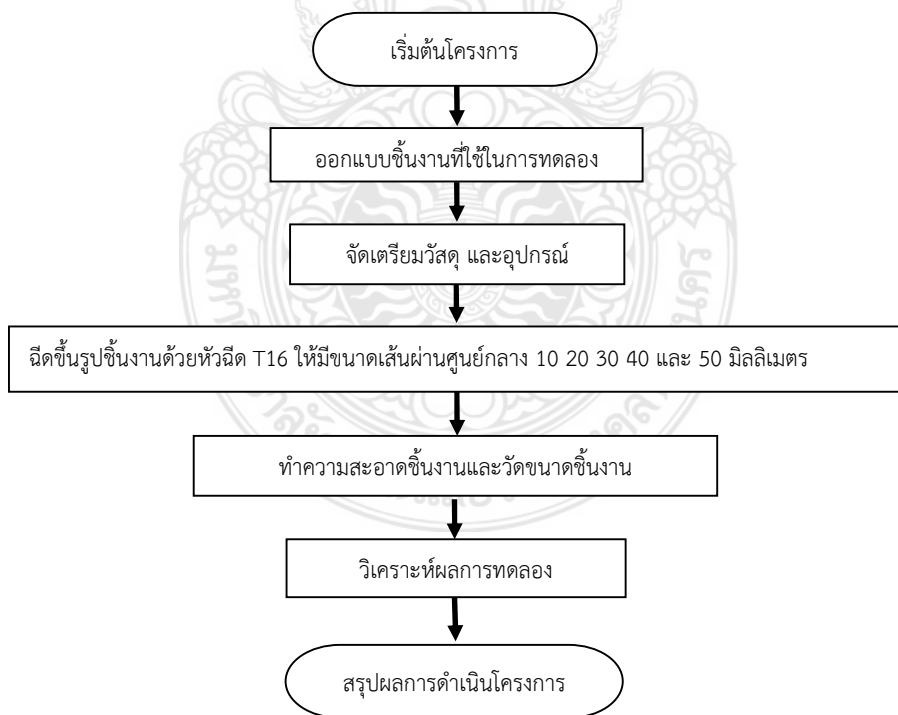 เริ่มต้นโครงการ
ออกแบบชิ้นงานที่ใช้ในการทดลอง
จัดเตรียมวัสดุ และอุปกรณ์
ฉีดขึ้นรูปชิ้นงานด้วยหัวฉีด T16 ให้มีขนาดเส้นผ่านศูนย์กลาง 10 20 30 40 และ 50 มิลลิเมตร
ทำความสะอาดชิ้นงานและวัดขนาดชิ้นงาน
วิเคราะห์ผลการทดลอง
สรุปผลการดำเนินโครงการ